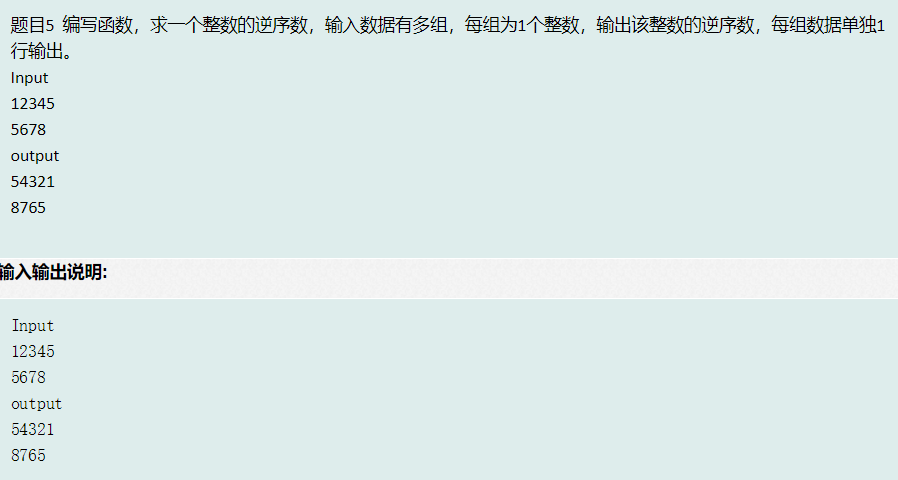 题目5 编写函数，求一个整数的逆序数，输入数据有多组，每组为1个整数，输出该整数的逆序数，每组数据单独1
行输出。
Input
12345
5678
output
54321
8765
输入输出说明:
Input
12345
5678
output
54321
8765